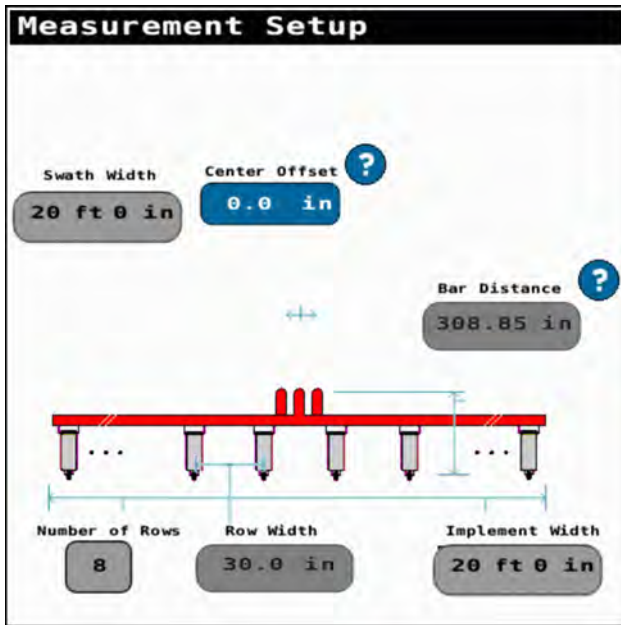 Measurement Setup
Swath Width
20 ft 0 in
Center Offset
?
0.0 in
Bar Distance
?
308.85 in
...
...
Number of Rows
8
Row Width
30.0 in
Implement Width
20 ft 0 in